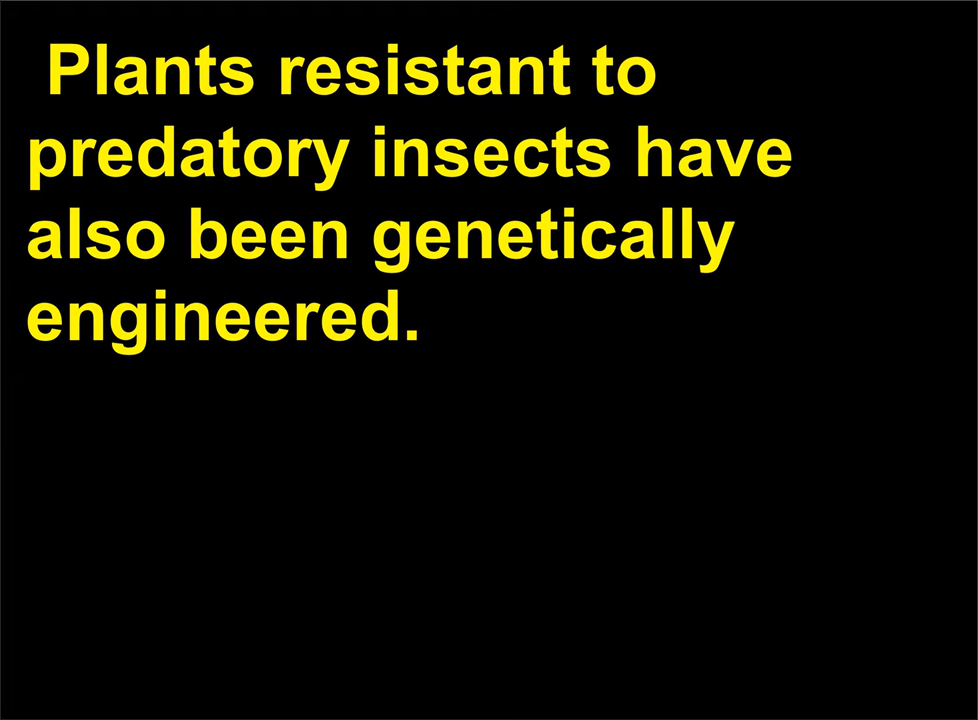 Plants resistant to
predatory insects have
also been genetically
engineered.